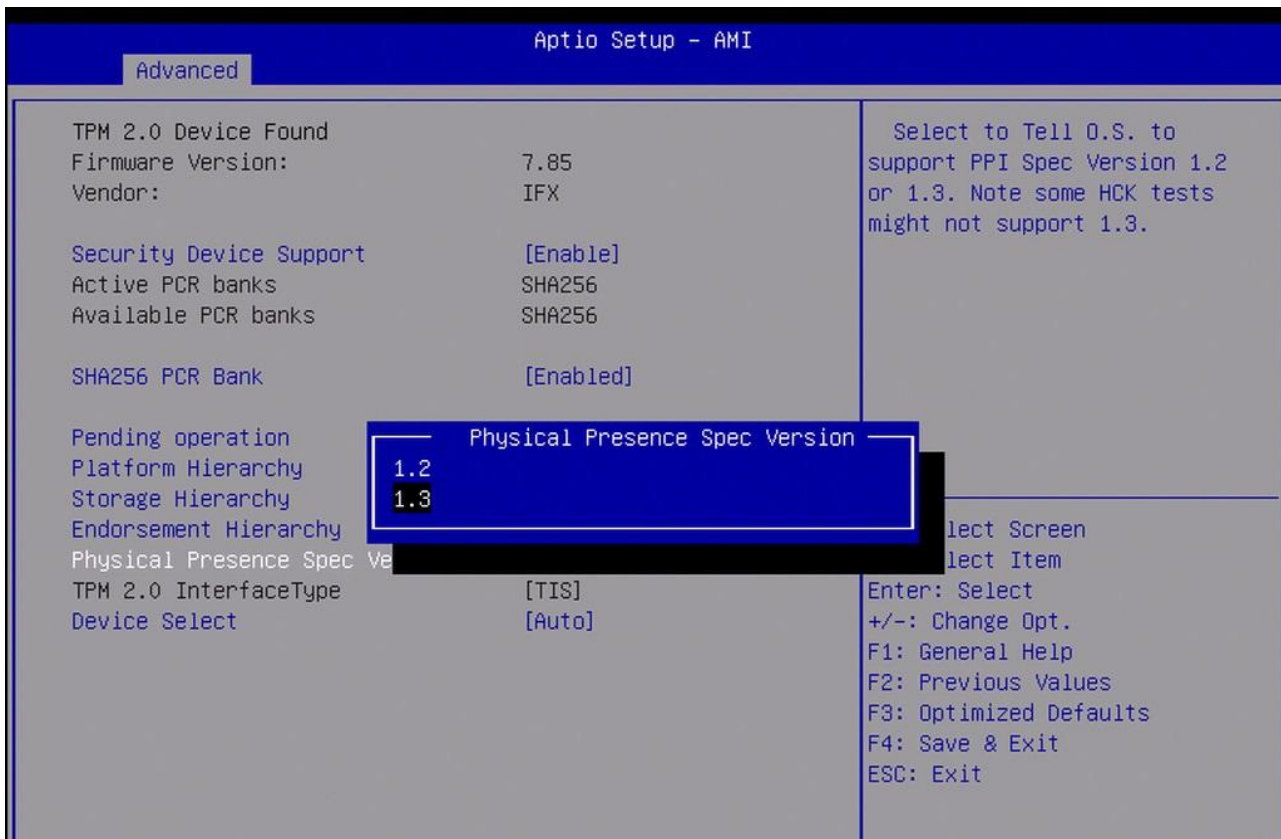 Aptio Setup – AMI
Advanced
TPM 2.0 Device Found
Firmware Version: 7.85
Vendor: IFX
Security Device Support [Enable]
Active PCR banks SHA256
Available PCR banks SHA256
SHA256 PCR Bank [Enabled]
Pending operation
Platform Hierarchy
Storage Hierarchy
Endorsement Hierarchy
Physical Presence Spec Ve
TPM 2.0 InterfaceType [TIS]
Device Select [Auto]
Physical Presence Spec Version
1.2
1.3
Select to Tell O.S. to
support PPI Spec Version 1.2
or 1.3. Note some HCK tests
might not support 1.3.
lect Screen
lect Item
Enter: Select
+/-: Change Opt.
F1: General Help
F2: Previous Values
F3: Optimized Defaults
F4: Save & Exit
ESC: Exit